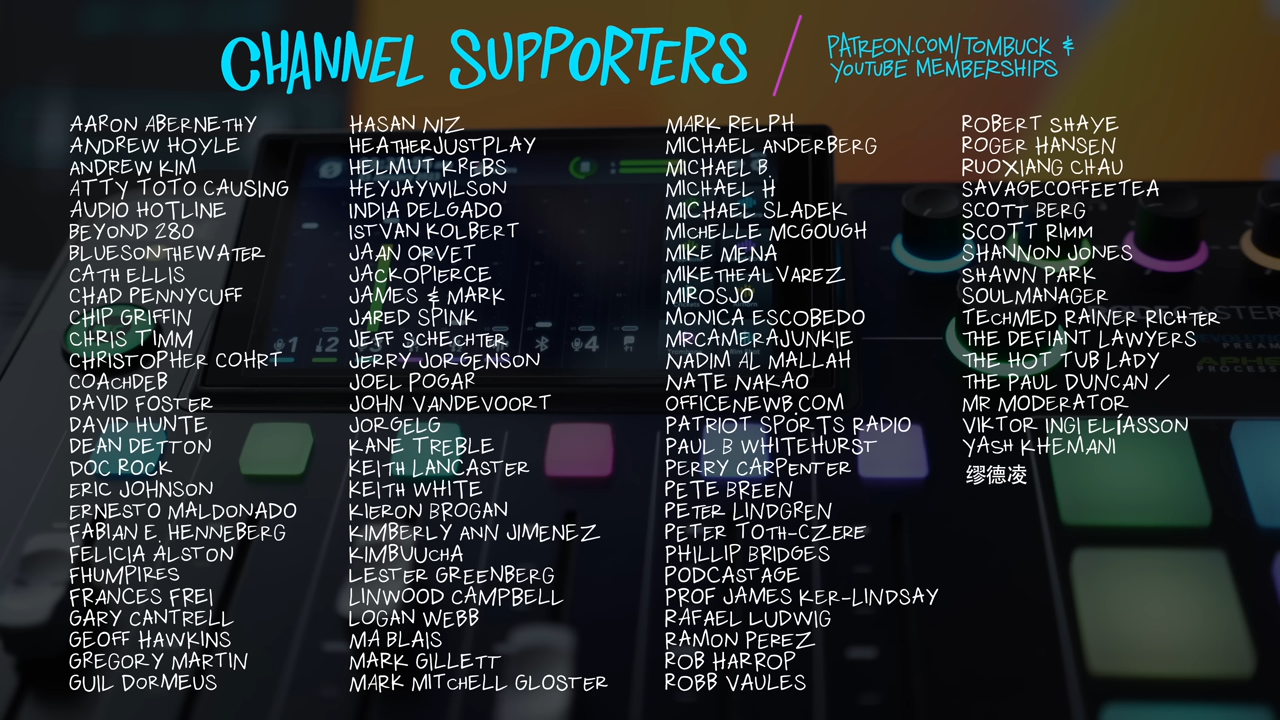 CHANNEL SUPPORTERS /
PATREON.COM/TOMBUCK &
YOUTUBE MEMBERSHIPS
AARON ABERNETHY
ANDREW HOYLE
ANDREW KIM
ATTY TOTO CAUSING
AUDIO HOTLINE
BEYOND 280
BLUESONTHEWATER
CATH ELLIS
CHAD PENNYCUFF
CHIP GRIFFIN
CHRIS TIMM
CHRISTOPHER COHRT
COACHDEB
DAVID FOSTER
DAVID HUNTE
DEAN DETTON
DOC ROCK
ERIC JOHNSON
ERNESTO MALDONADO
FABIAN E. HENNEBERG
FELICIA ALSTON
FHUMPIRES
FRANCES FREI
GARY CANTRELL
GEOFF HAWKINS
GREGORY MARTIN
GUIL DORMEUS
HASAN NIZ
HEATHERJUSTPLAY
HELMUT KREBS
HEYJAYWILSON
INDIA DELGADO
ISTVAN KOLBERT
JAAN ORVET
JACKOPIERCE
JAMES & MARK
JARED SPINK
JEFF SCHECHTER
JERRY JORGENSON
JOEL POGAR
JOHN VANDEVOORT
JORGELG
KANE TREBLE
KEITH LANCASTER
KEITH WHITE
KIERON BROGAN
KIMBERLY ANN JIMENEZ
KIMBUUCHA
LESTER GREENBERG
LINWOOD CAMPBELL
LOGAN WEBB
MA BLAIS
MARK GILLETT
MARK MITCHELL GLOSTER
MARK RELPH
MICHAEL ANDERBERG
MICHAEL B.
MICHAEL H
MICHAEL SLADEK
MICHELLE MCGOUGH
MIKE MENA
MIKETHEALVAREZ
MIROSJO
MONICA ESCOBEDO
MRCAMERAJUNKIE
NADIM AL MALLAH
NATE NAKAO
OFFICENEWB.COM
PATRIOT SPORTS RADIO
PAUL B WHITEHURST
PERRY CARPENTER
PETE BREEN
PETER LINDGREN
PETER TOTH-CZERE
PHILLIP BRIDGES
PODCASTAGE
PROF JAMES KER-LINDSAY
RAFAEL LUDWIG
RAMON PEREZ
ROB HARROP
ROBB VAULES
ROBERT SHAYE
ROGER HANSEN
RUOXIANG CHAU
SAVAGECOFFEETEA
SCOTT BERG
SCOTT RIMM
SHANNON JONES
SHAWN PARK
SOULMANAGER
TECHMED RAINER RICHTER
THE DEFIANT LAWYERS
THE HOT TUB LADY
THE PAUL DUNCAN /
MR MODERATOR
VIKTOR INGI ELÍASSON
YASH KHEMANI
缪德凌